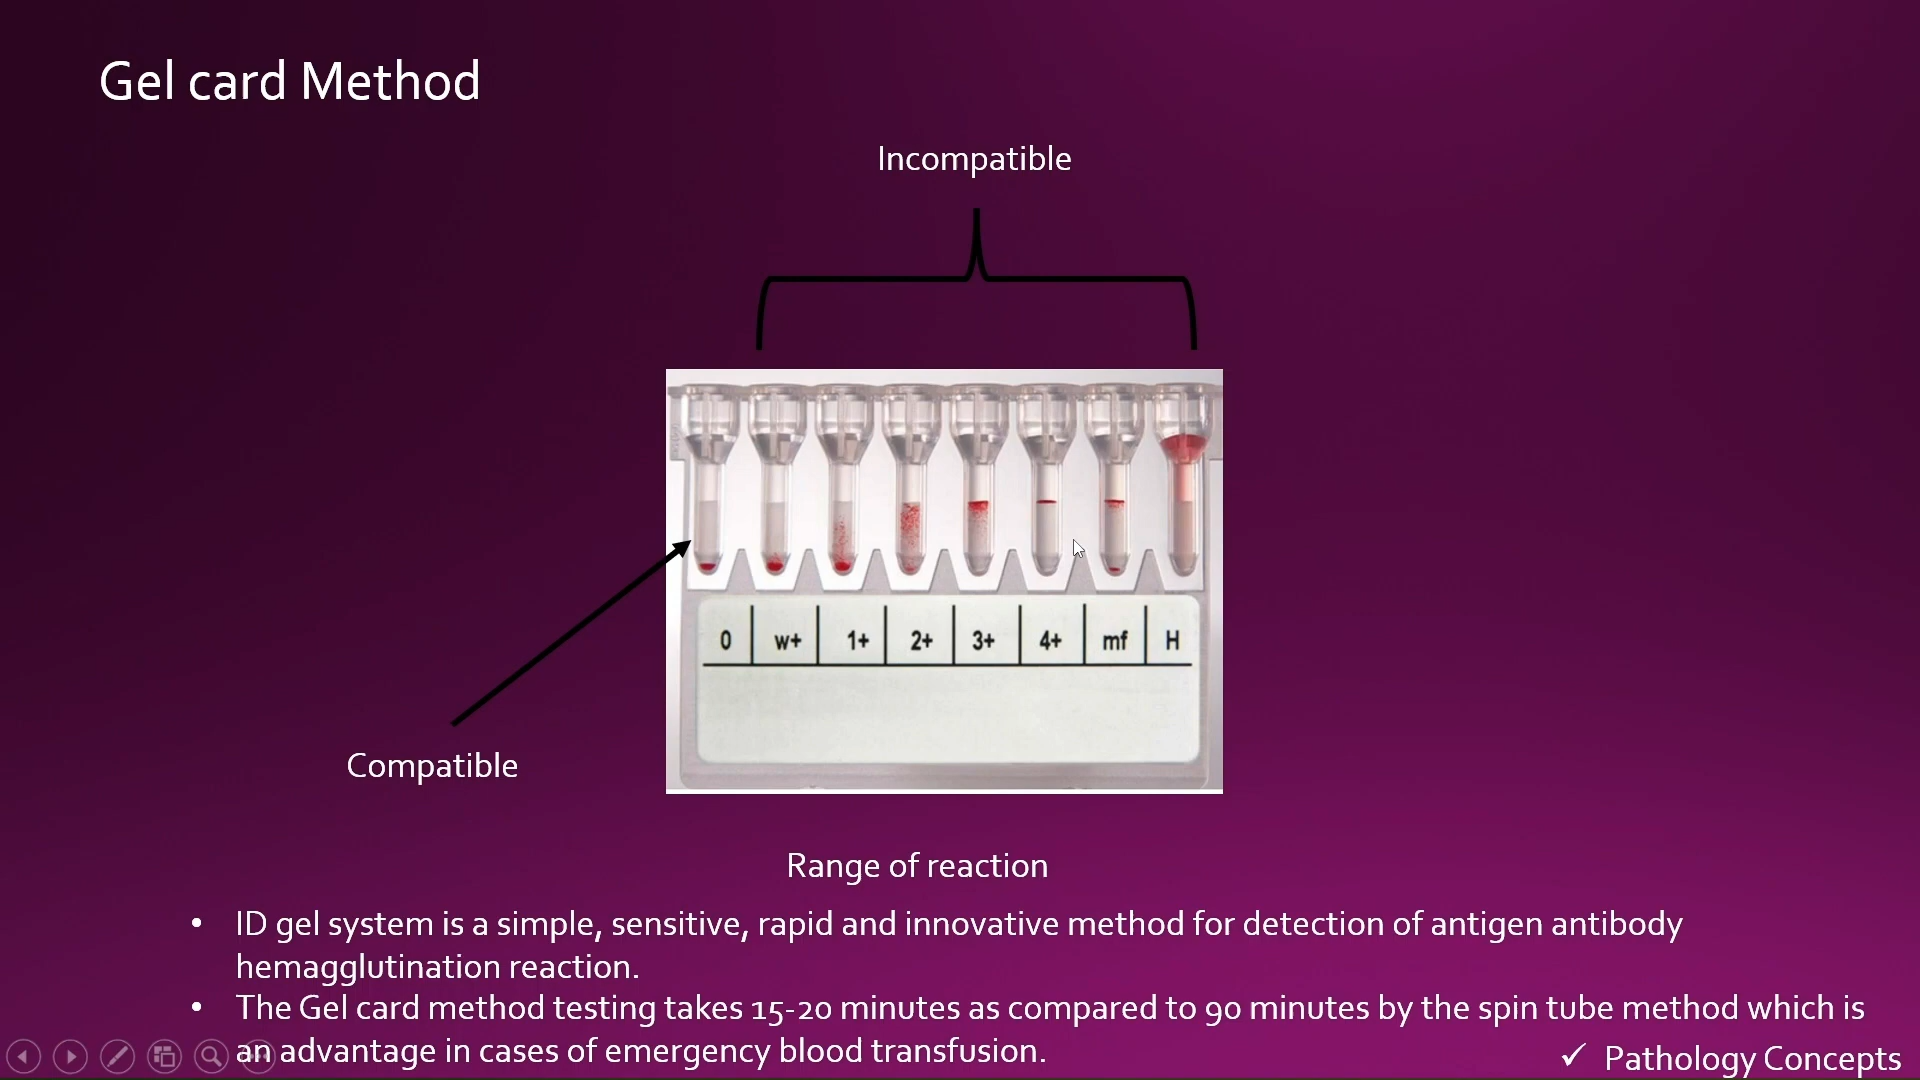 Gel card Method
Incompatible
0 w+ 1+ 2+ 3+ 4+ mf H
Compatible
Range of reaction
• ID gel system is a simple, sensitive, rapid and innovative method for detection of antigen antibody
hemagglutination reaction.
• The Gel card method testing takes 15-20 minutes as compared to 90 minutes by the spin tube method which is
an advantage in cases of emergency blood transfusion.
✓ Pathology Concepts